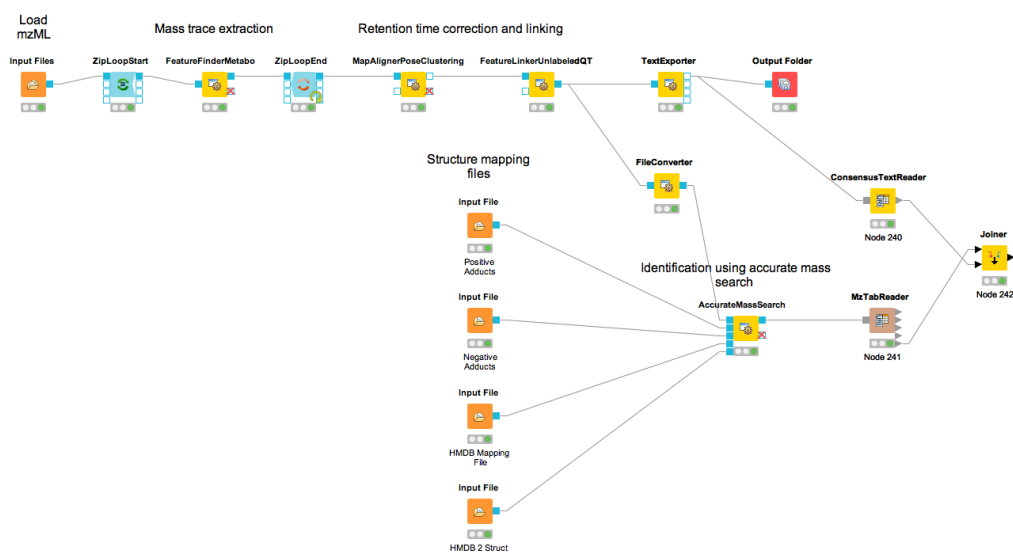 Load
mzML
Mass trace extraction
Retention time correction and linking
Input Files
ZipLoopStart
FeatureFinderMetabo
ZipLoopEnd
MapAlignerPoseClustering
FeatureLinkerUnlabeledQT
TextExporter
Output Folder
Structure mapping
files
FileConverter
ConsensusTextReader
Node 240
Input File
Positive
Adducts
Joiner
Node 242
Identification using accurate mass
search
AccurateMassSearch
MzTabReader
Node 241
Input File
Negative
Adducts
Input File
HMDB Mapping
File
Input File
HMDB 2 Struct